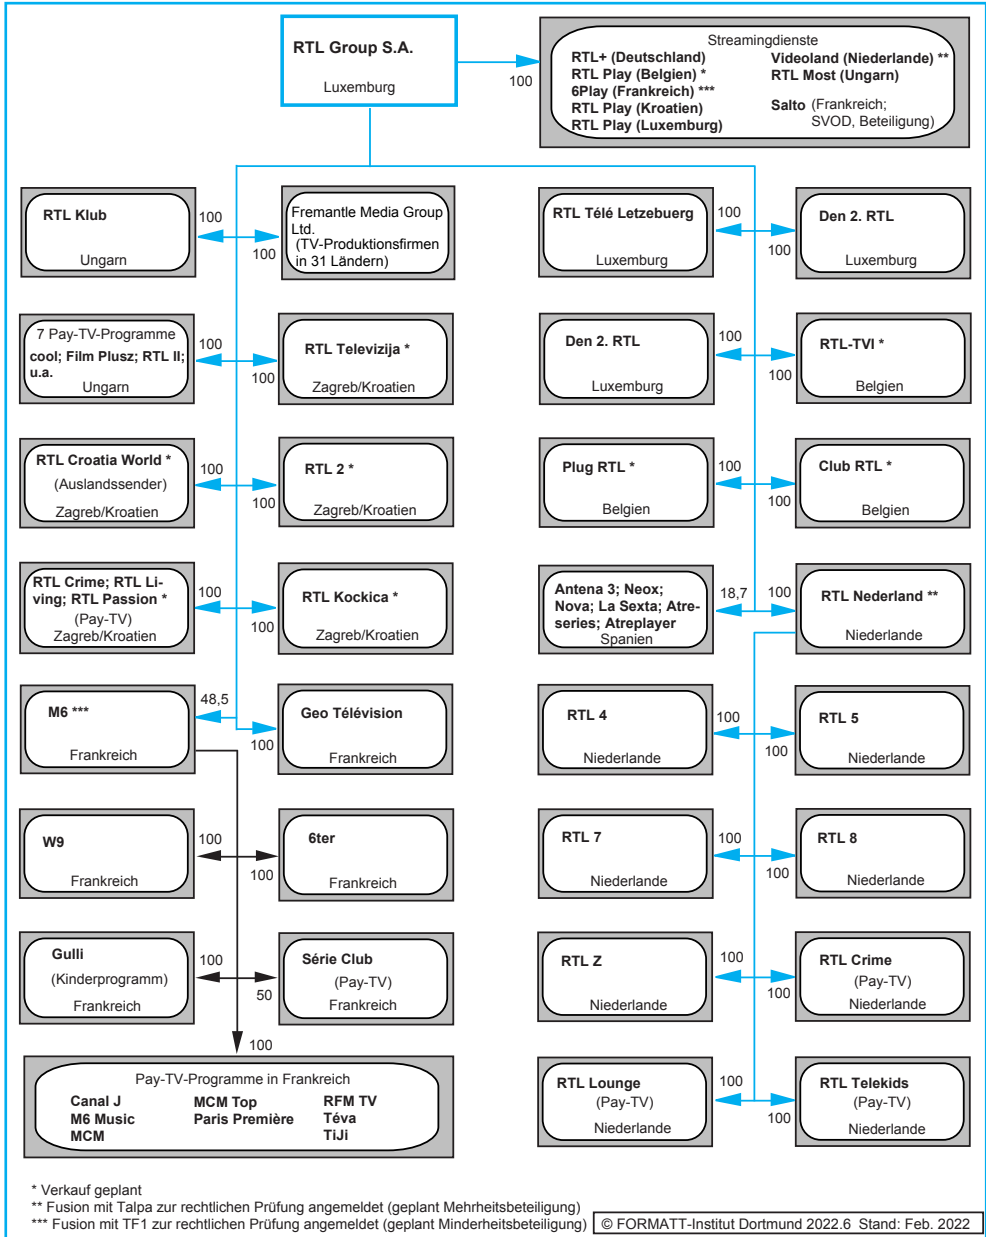 RTL Group S.A.
Luxemburg
100
Streamingdienste
RTL+ (Deutschland)
RTL Play (Belgien) *
6Play (Frankreich) ***
RTL Play (Kroatien)
RTL Play (Luxemburg)
Videoland (Niederlande) **
RTL Most (Ungarn)
Salto (Frankreich;
SVOD, Beteiligung)
RTL Klub
Ungarn
100
100
Fremantle Media Group
Ltd.
(TV-Produktionsfirmen
in 31 Ländern)
7 Pay-TV-Programme
cool; Film Plusz; RTL II;
u.a.
Ungarn
100
100
RTL Televizija *
Zagreb/Kroatien
RTL Croatia World *
(Auslandssender)
Zagreb/Kroatien
100
100
RTL 2 *
Zagreb/Kroatien
RTL Crime; RTL Li-
ving; RTL Passion *
(Pay-TV)
Zagreb/Kroatien
100
100
RTL Kockica *
Zagreb/Kroatien
M6 ***
Frankreich
48,5
100
Geo Télévision
Frankreich
W9
Frankreich
100
100
6ter
Frankreich
Gulli
(Kinderprogramm)
Frankreich
100
50
Série Club
(Pay-TV)
Frankreich
100
Pay-TV-Programme in Frankreich
Canal J
M6 Music
MCM
MCM Top
Paris Première
RFM TV
Téva
TiJi
RTL Télé Letzebuerg
Luxemburg
100
100
Den 2. RTL
Luxemburg
Den 2. RTL
Luxemburg
100
100
RTL-TVI *
Belgien
Plug RTL *
Belgien
100
100
Club RTL *
Belgien
Antena 3; Neox;
Nova; La Sexta; Atre-
series; Atreplayer
Spanien
18,7
100
RTL Nederland **
Niederlande
RTL 4
Niederlande
100
100
RTL 5
Niederlande
RTL 7
Niederlande
100
100
RTL 8
Niederlande
RTL Z
Niederlande
100
100
RTL Crime
(Pay-TV)
Niederlande
RTL Lounge
(Pay-TV)
Niederlande
100
100
RTL Telekids
(Pay-TV)
Niederlande
* Verkauf geplant
** Fusion mit Talpa zur rechtlichen Prüfung angemeldet (geplant Mehrheitsbeteiligung)
*** Fusion mit TF1 zur rechtlichen Prüfung angemeldet (geplant Minderheitsbeteiligung)
© FORMATT-Institut Dortmund 2022.6 Stand: Feb. 2022